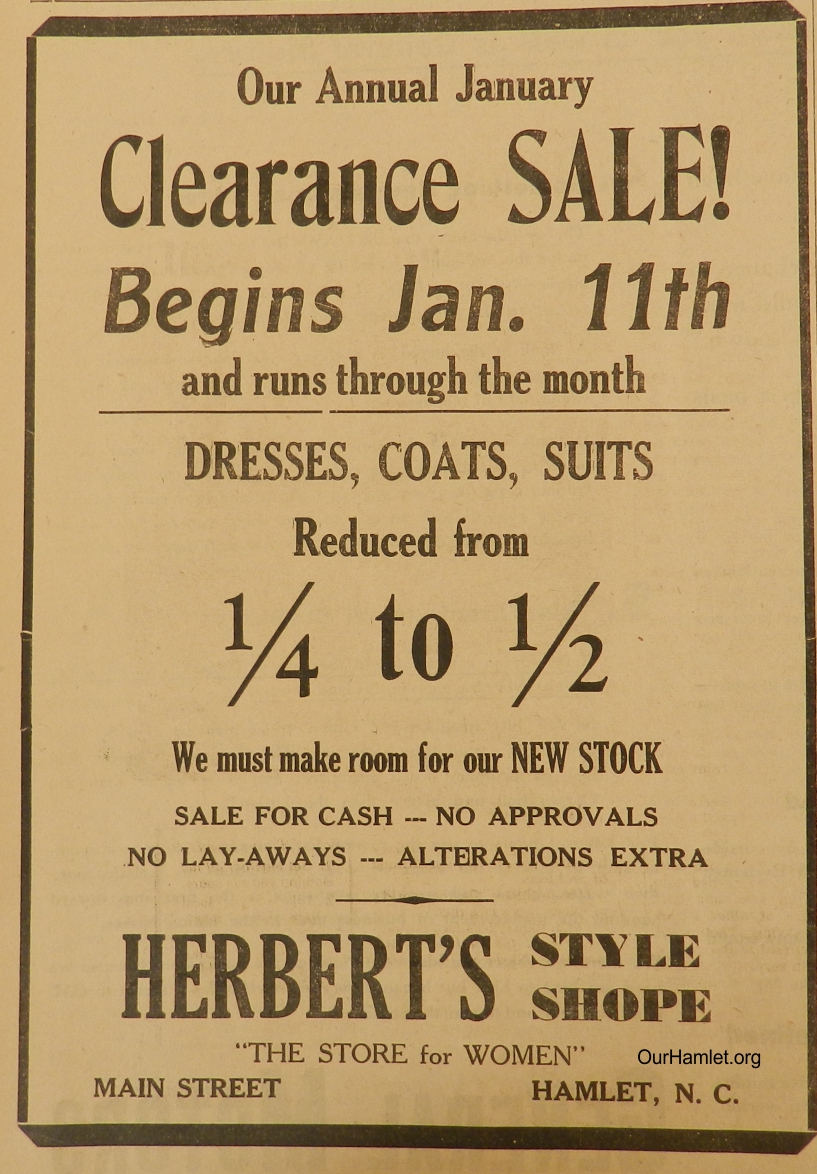 Our Annual January
Clearance SALE!
Begins Jan. 11th
and runs through the month
DRESSES, COATS, SUITS
Reduced from
1/4 to 1/2
We must make room for our NEW STOCK
SALE FOR CASH --- NO APPROVALS
NO LAY-AWAYS --- ALTERATIONS EXTRA
HERBERT'S STYLE SHOPE
"THE STORE for WOMEN"
OurHamlet.org
MAIN STREET HAMLET, N. C.